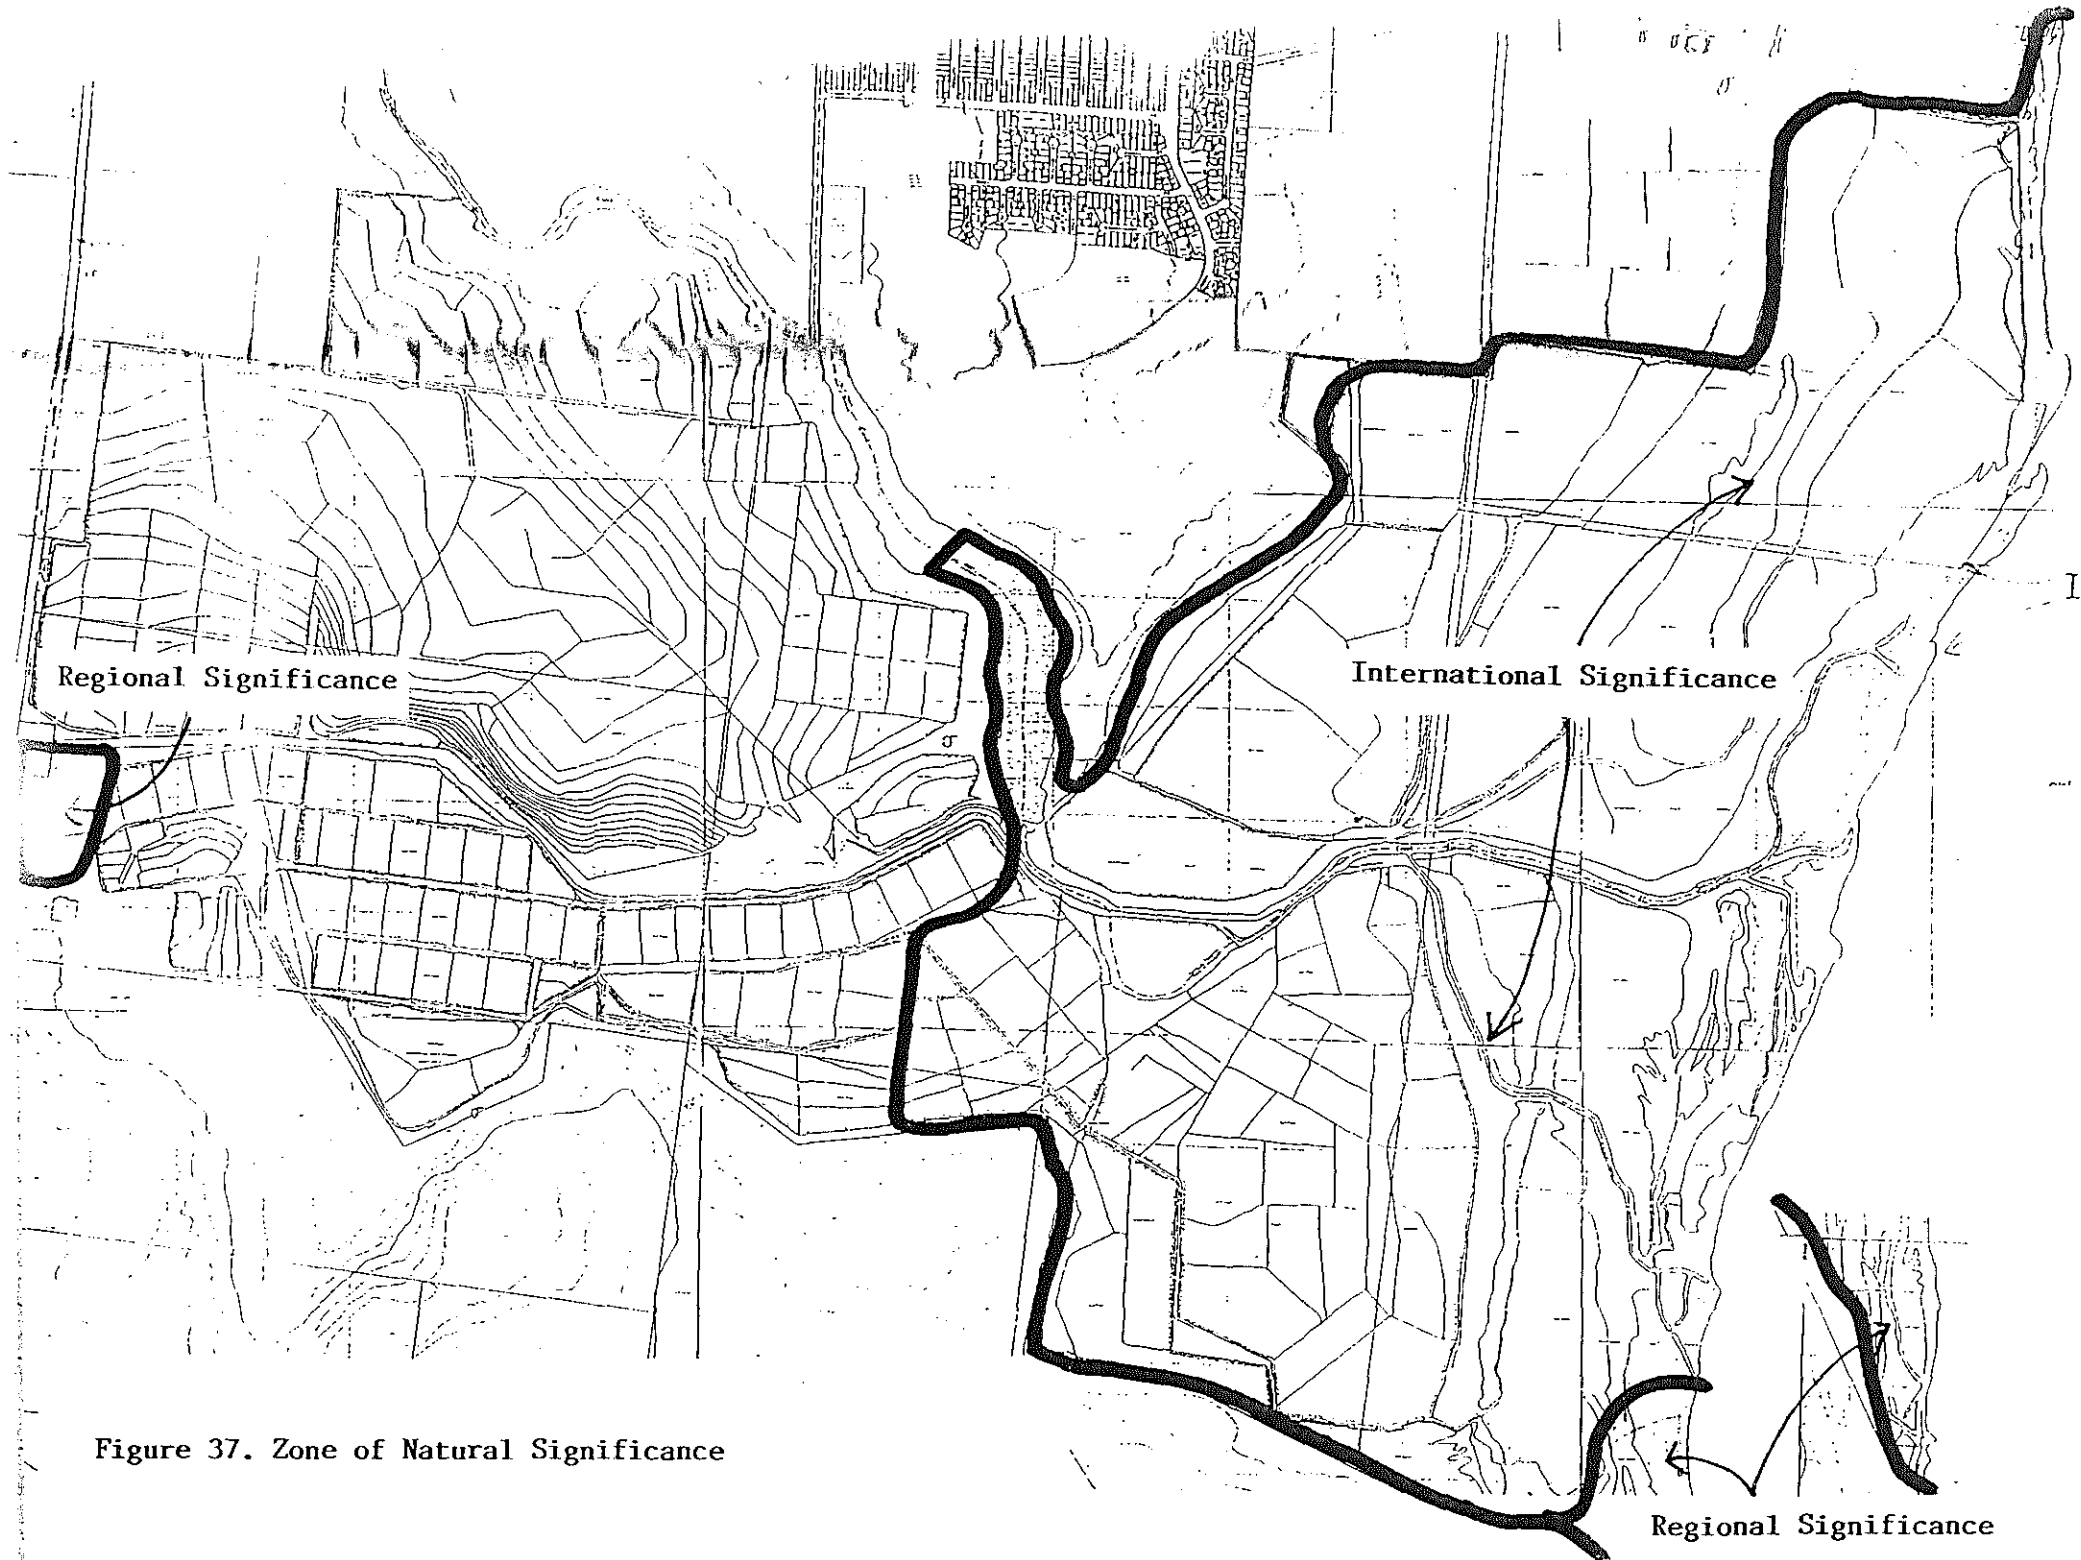 Regional Significance
International Significance
Figure 37. Zone of Natural Significance
Regional Significance